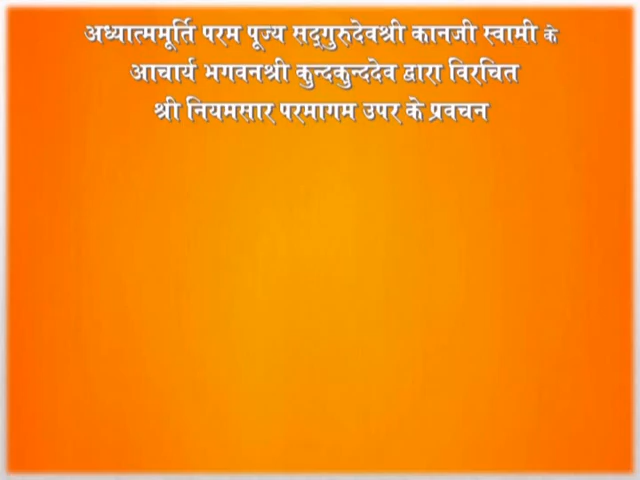 अध्यात्ममूर्ति परम पूज्य सद्‌गुरुदेवश्री कानजी स्वामी के
आचार्य भगवनश्री कुन्दकुन्ददेव द्वारा विरचित
श्री नियमसार परमागम उपर के प्रवचन